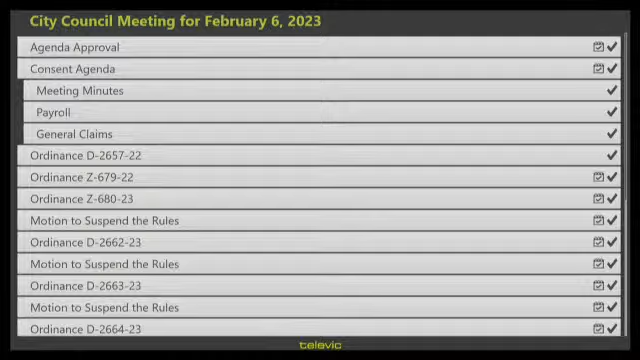 City Council Meeting for February 6, 2023
Agenda Approval
Consent Agenda
Meeting Minutes
Payroll
General Claims
Ordinance D-2657-22
Ordinance Z-679-22
Ordinance Z-680-23
Motion to Suspend the Rules
Ordinance D-2662-23
Motion to Suspend the Rules
Ordinance D-2663-23
Motion to Suspend the Rules
Ordinance D-2664-23
televic